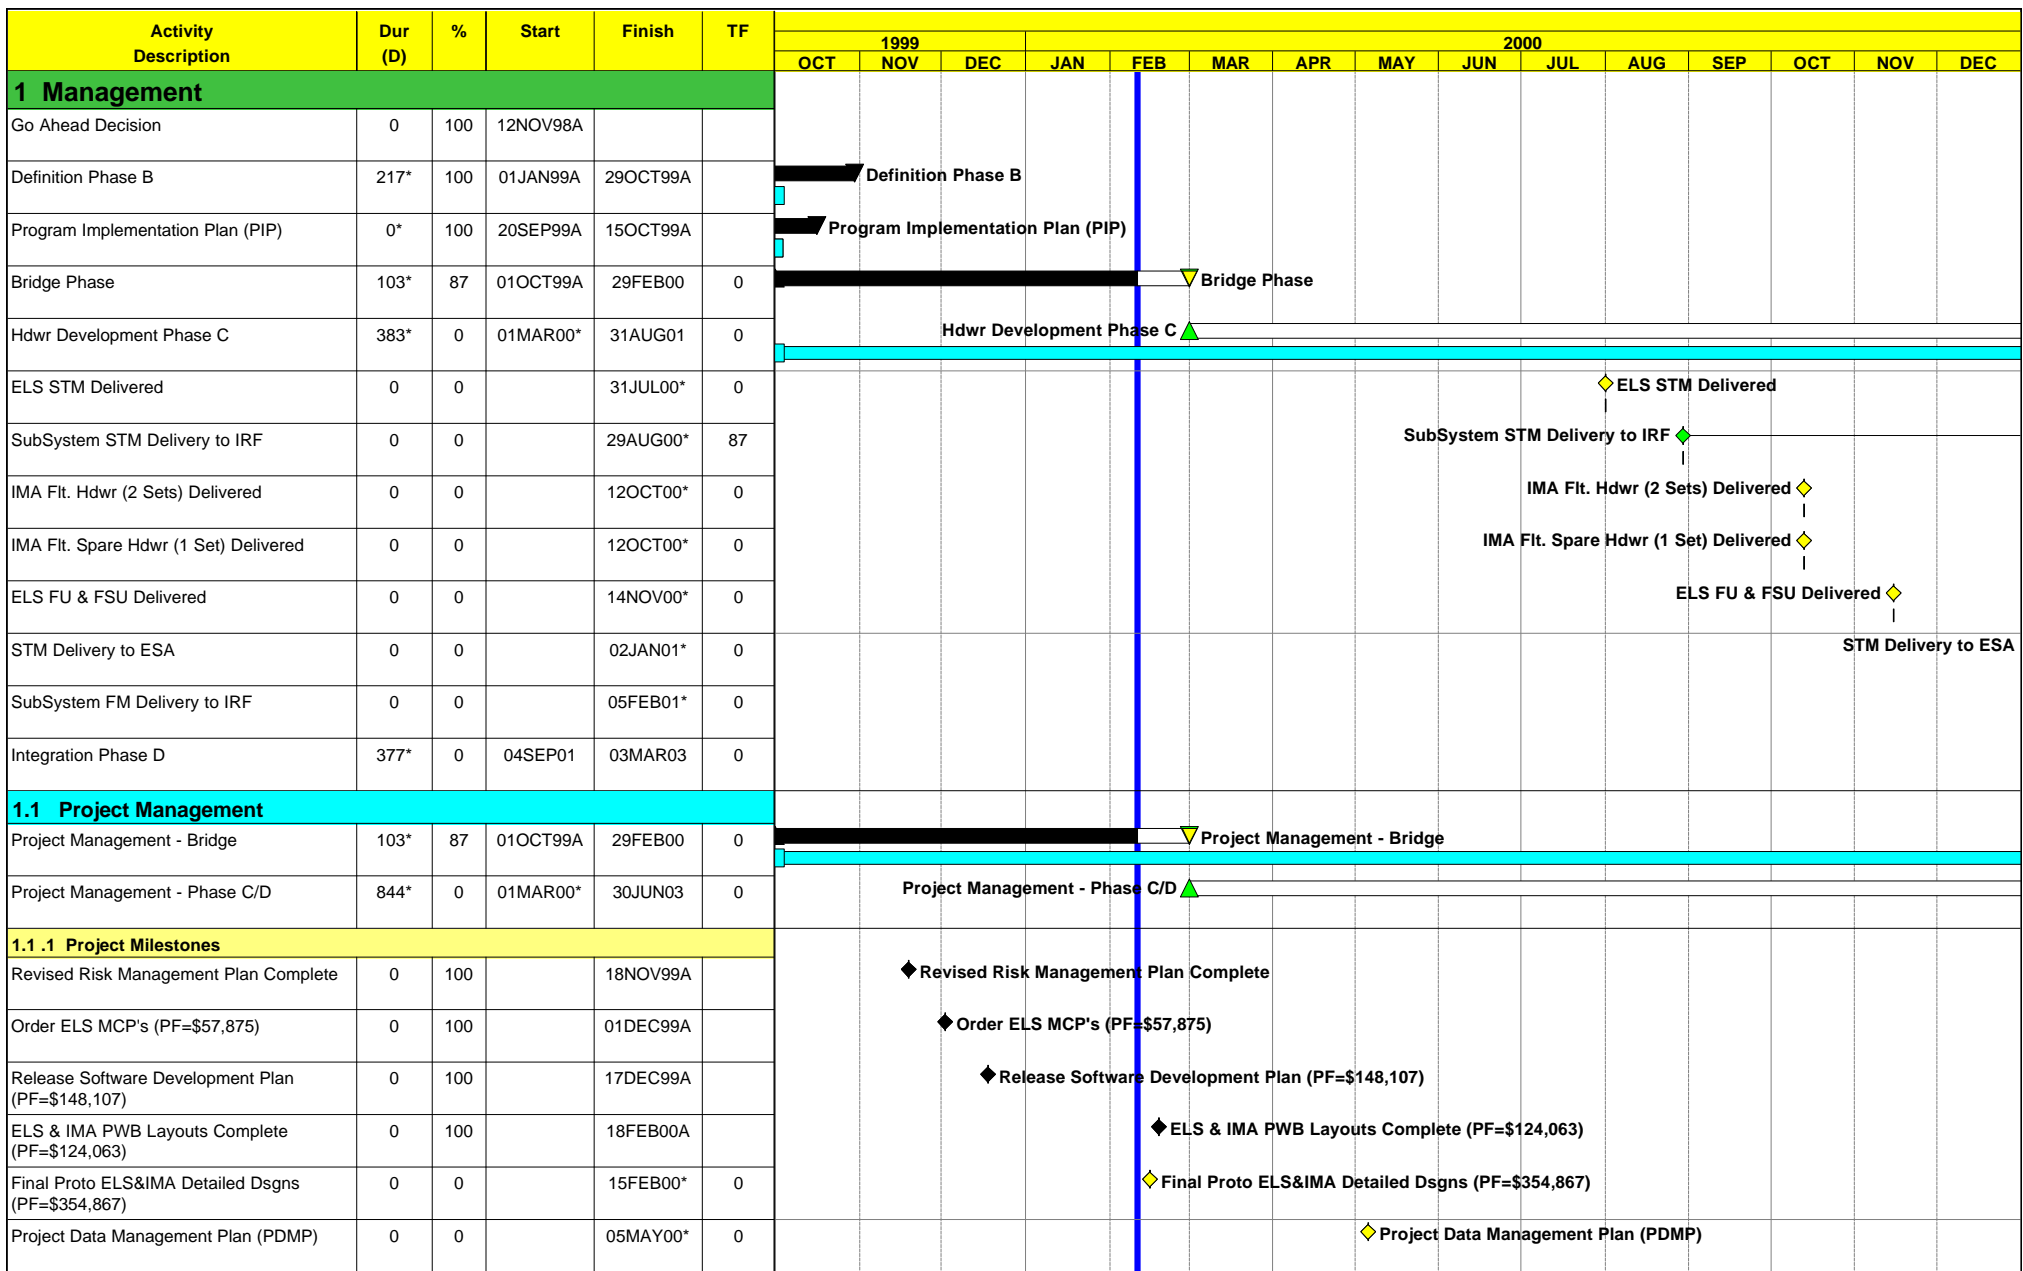 Activity Description Dur (D) % Start Finish TF
1999 2000
OCT NOV DEC JAN FEB MAR APR MAY JUN JUL AUG SEP OCT NOV DEC
1 Management
Go Ahead Decision 0 100 12NOV98A
Definition Phase B 217* 100 01JAN99A 29OCT99A Definition Phase B
Program Implementation Plan (PIP) 0* 100 20SEP99A 15OCT99A Program Implementation Plan (PIP)
Bridge Phase 103* 87 01OCT99A 29FEB00 0 Bridge Phase
Hdwr Development Phase C 383* 0 01MAR00* 31AUG01 0 Hdwr Development Phase C
ELS STM Delivered 0 0 31JUL00* 0 ELS STM Delivered
SubSystem STM Delivery to IRF 0 0 29AUG00* 87 SubSystem STM Delivery to IRF
IMA Flt. Hdwr (2 Sets) Delivered 0 0 12OCT00* 0 IMA Flt. Hdwr (2 Sets) Delivered
IMA Flt. Spare Hdwr (1 Set) Delivered 0 0 12OCT00* 0 IMA Flt. Spare Hdwr (1 Set) Delivered
ELS FU & FSU Delivered 0 0 14NOV00* 0 ELS FU & FSU Delivered
STM Delivery to ESA 0 0 02JAN01* 0 STM Delivery to ESA
SubSystem FM Delivery to IRF 0 0 05FEB01* 0
Integration Phase D 377* 0 04SEP01 03MAR03 0
1.1 Project Management
Project Management - Bridge 103* 87 01OCT99A 29FEB00 0 Project Management - Bridge
Project Management - Phase C/D 844* 0 01MAR00* 30JUN03 0 Project Management - Phase C/D
1.1 .1 Project Milestones
Revised Risk Management Plan Complete 0 100 18NOV99A Revised Risk Management Plan Complete
Order ELS MCP's (PF=$57,875) 0 100 01DEC99A Order ELS MCP's (PF=$57,875)
Release Software Development Plan (PF=$148,107) 0 100 17DEC99A Release Software Development Plan (PF=$148,107)
ELS & IMA PWB Layouts Complete (PF=$124,063) 0 100 18FEB00A ELS & IMA PWB Layouts Complete (PF=$124,063)
Final Proto ELS&IMA Detailed Dsgns (PF=$354,867) 0 0 15FEB00* 0 Final Proto ELS&IMA Detailed Dsgns (PF=$354,867)
Project Data Management Plan (PDMP) 0 0 05MAY00* 0 Project Data Management Plan (PDMP)